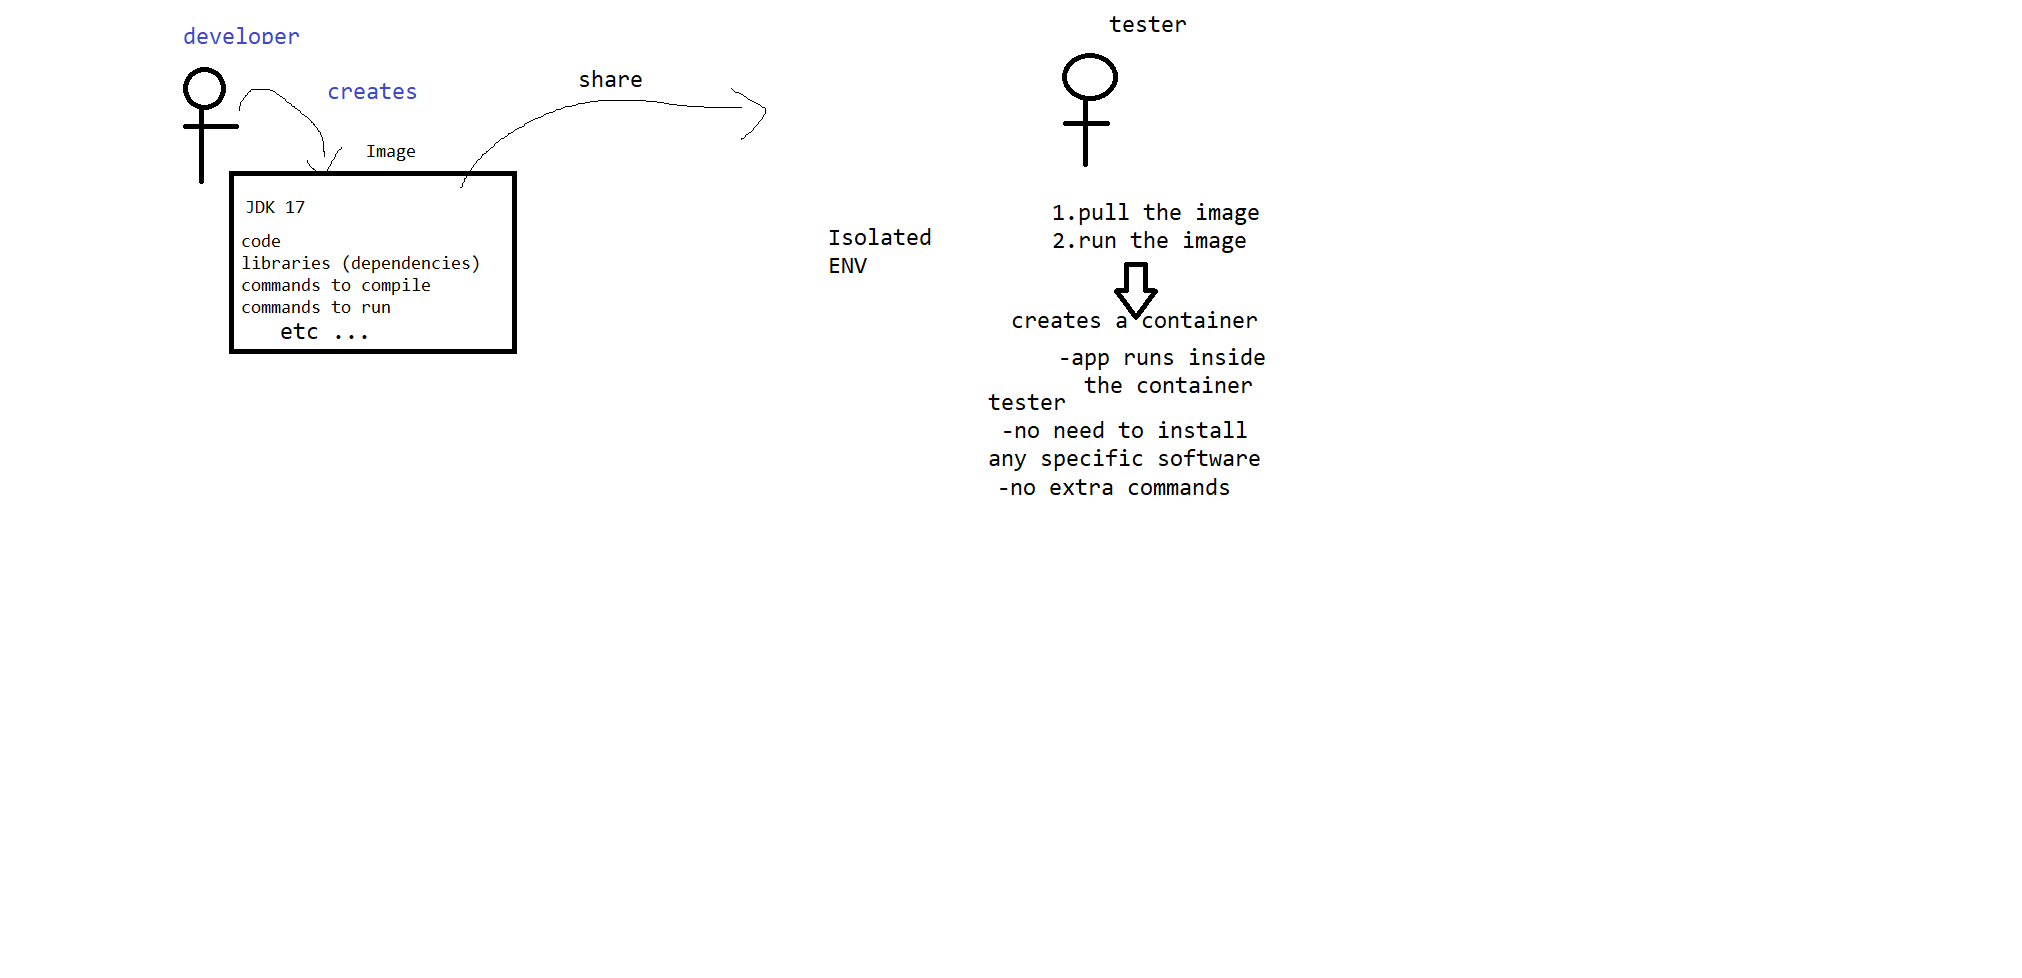 developer
creates
Image
JDK 17
code
libraries (dependencies)
commands to compile
commands to run
etc ...
share
Isolated
ENV
tester
1.pull the image
2.run the image
creates a container
-app runs inside
the container
tester
-no need to install
any specific software
-no extra commands